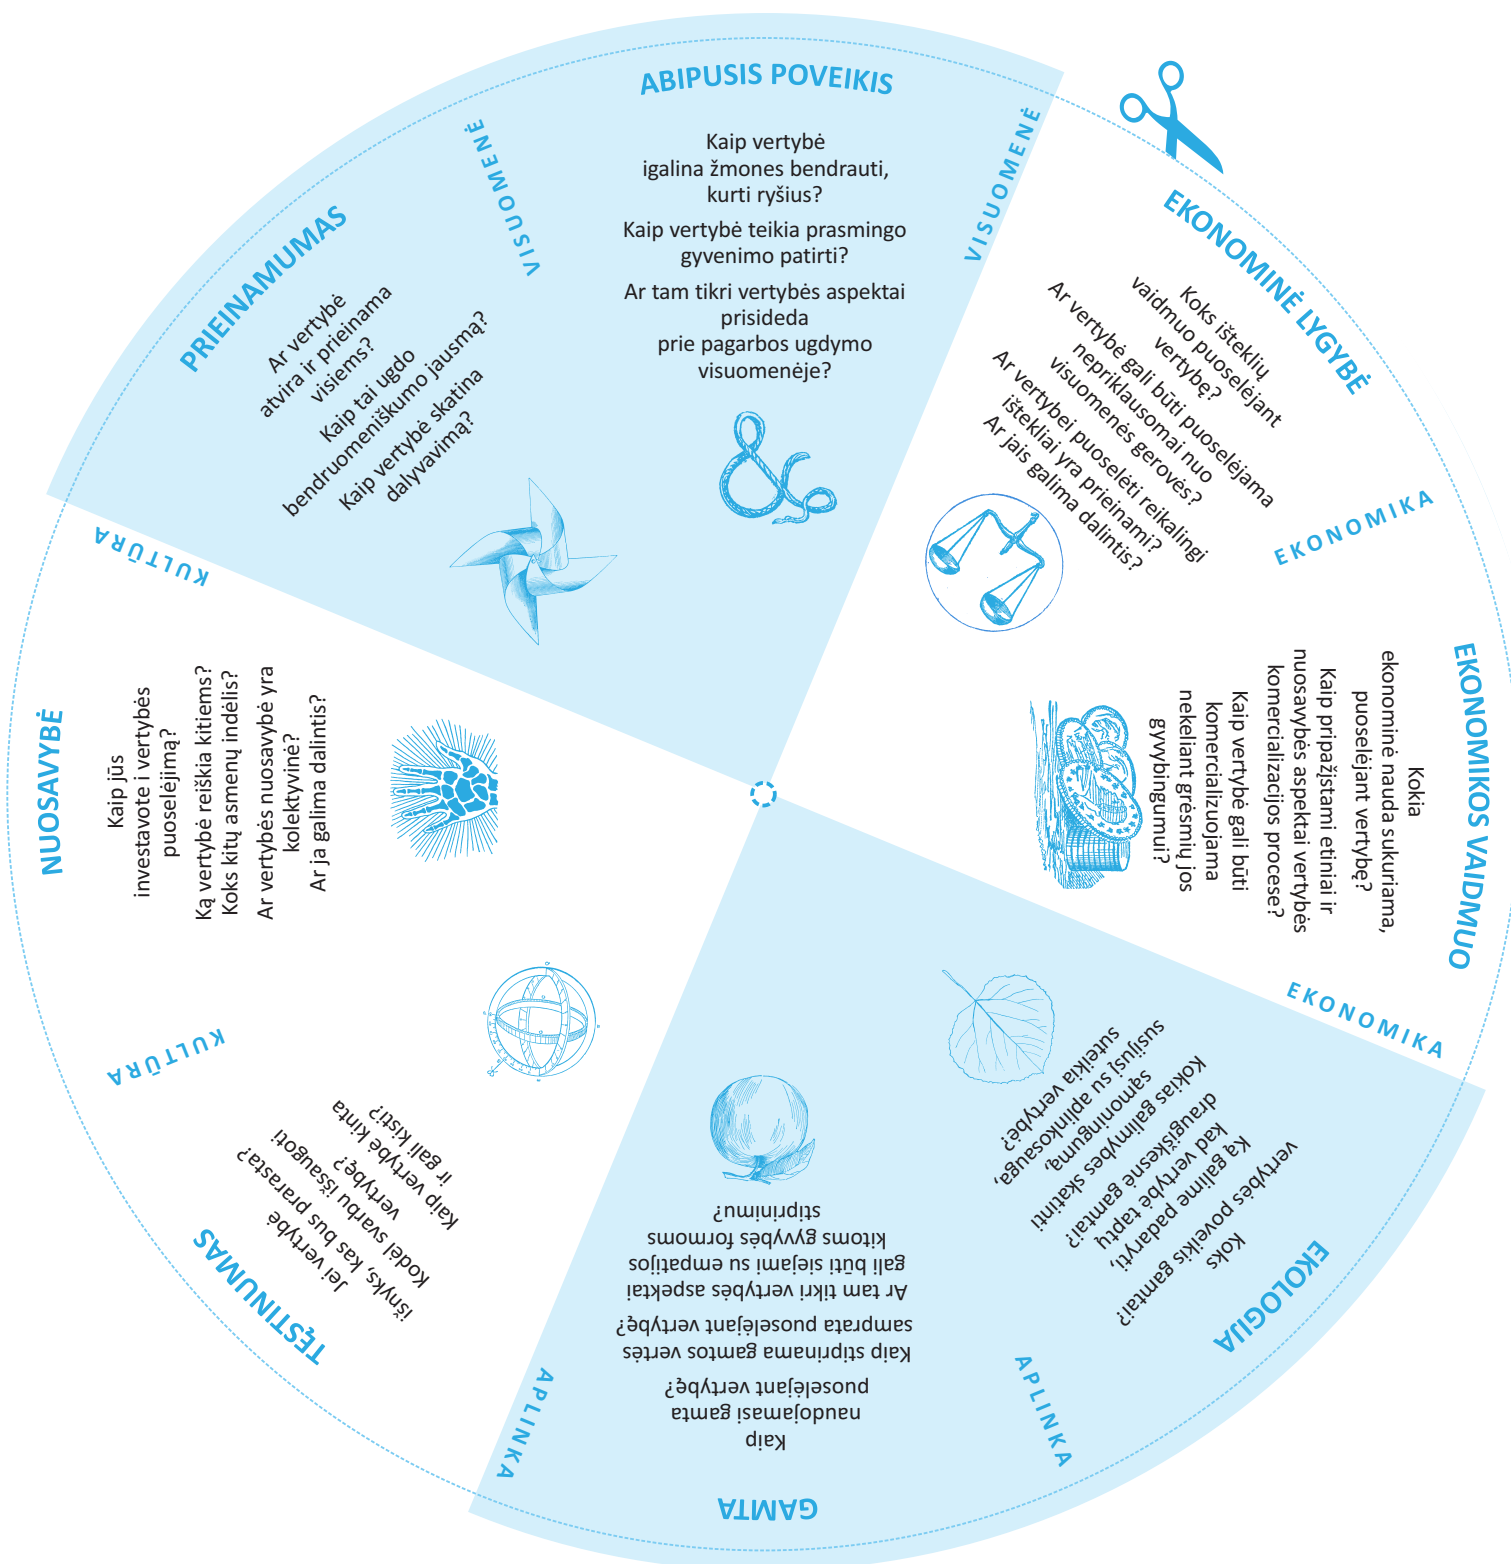 ABIPUSIS POVEIKIS
VISUOMENĖ
Kaip vertybė
igalina žmones bendrauti,
kurti ryšius?
Kaip vertybė teikia prasmingo
gyvenimo patirti?
Ar tam tikri vertybės aspektai
prisideda
prie pagarbos ugdymo
visuomenėje?
VISUOMENĖ
EKONOMINĖ LYGYBĖ
Koks išteklių
vaidmuo puoselėjant
vertybę?
Ar vertybė gali būti puoselėjama
nepriklausomai nuo
visuomenės gerovės?
Ar vertybei puoselėti reikalingi
ištekliai yra prieinami?
Ar jais galima dalintis?
EKONOMIKA
EKONOMIKOS VAIDMUO
Kokia
ekonominė nauda sukuriama,
puoselėjant vertybę?
Kaip pripažįstami etiniai ir
nuosavybės aspektai vertybės
komercializacijos procese?
Kaip vertybė gali būti
komercializuojama
nekeliant grėsmių jos
gyvybingumui?
EKONOMIKA
EKOLOGIJA
Koks
vertybės poveikis gamtai?
Ką galime padaryti,
kad vertybė taptų
draugiškesnė gamtai?
Kokias galimybes skatinti
sąmoningumą,
susijusį su aplinkosauga,
suteikia vertybė?
APLINKA
GAMTA
Kaip
naudojamasi gamta
puoselėjant vertybę?
Kaip stiprinama gamtos vertės
samprata puoselėjant vertybę?
Ar tam tikri vertybės aspektai
gali būti siejami su empatijos
kitoms gyvybės formoms
stiprinimu?
APLINKA
TĘSTINUMAS
Jei vertybė
išnyks, kas bus prarasta?
Kodėl svarbu išsaugoti
vertybę?
Kaip vertybė kinta
ir gali kisti?
KULTŪRA
NUOSAVYBĖ
Kaip jūs
investavote i vertybės
puoselėjimą?
Ką vertybė reiškia kitiems?
Koks kitų asmenų indėlis?
Ar vertybės nuosavybė yra
kolektyvinė?
Ar ja galima dalintis?
KULTŪRA
PRIEINAMUMAS
Ar vertybė
atvira ir prieinama
visiems?
Kaip tai ugdo
bendruomeniškumo jausmą?
Kaip vertybė skatina
dalyvavimą?